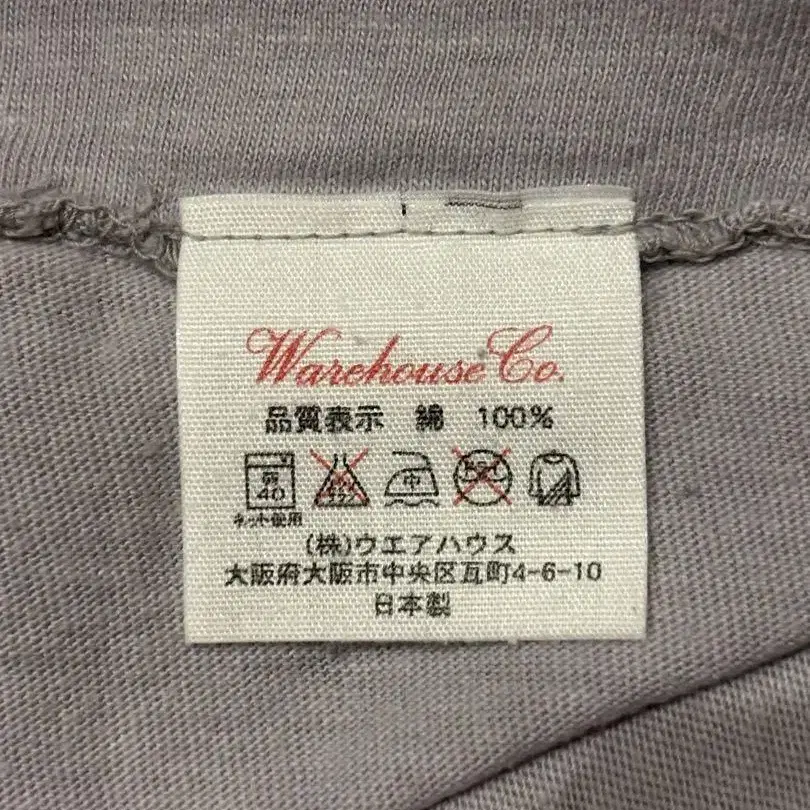 Warehouse Co.
品質表示 綿 100%
弱 40 中
ネット使用
(株)ウエアハウス
大阪府大阪市中央区瓦町4-6-10
日本製